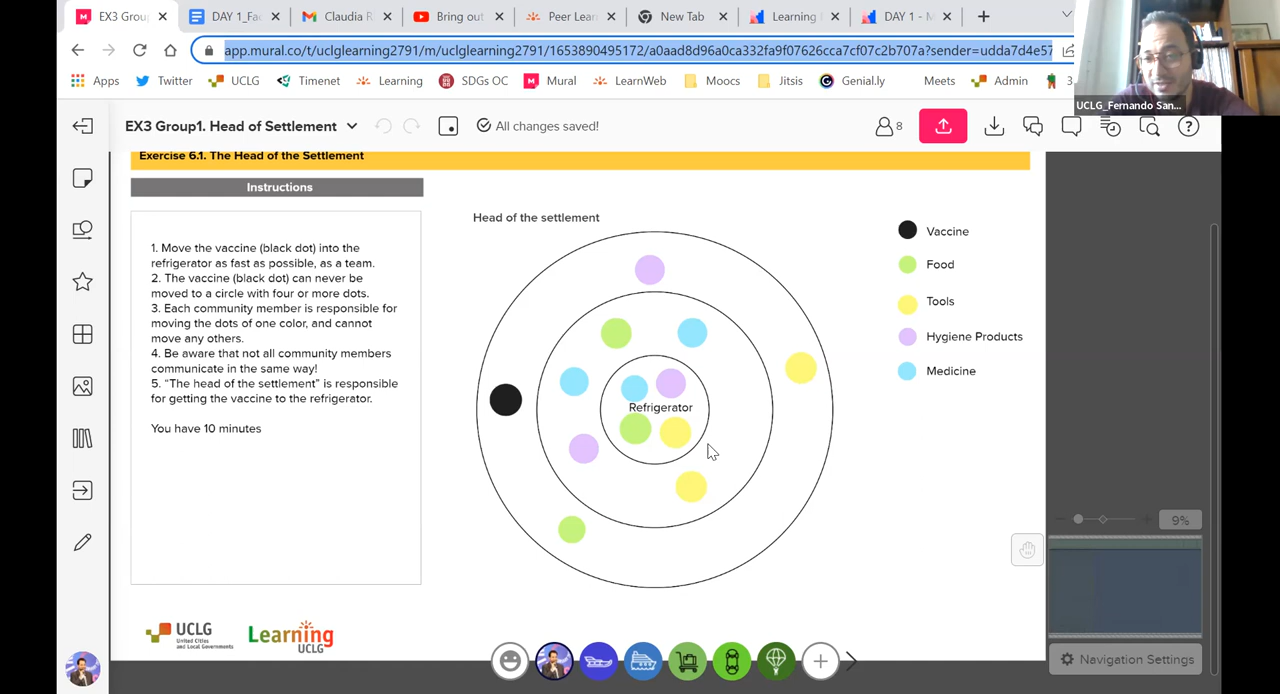 EX3 Grou
DAY 1_Fac
Claudia R
Bring out
Peer Lear
New Tab
Learning
DAY 1 - M
app.mural.co/t/uclglearning2791/m/uclglearning2791/1653890495172/a0aad8d96a0ca332fa9f07626cca7cf07c2b707a?sender=udda7d4e57
Apps
Twitter
UCLG
Timenet
Learning
SDGs OC
Mural
LearnWeb
Moocs
Jitsis
Genial.ly
Meets
Admin
3.
UCLG_Fernando San...
EX3 Group1. Head of Settlement
All changes saved!
8
Exercise 6.1. The Head of the Settlement
Instructions
1. Move the vaccine (black dot) into the
refrigerator as fast as possible, as a team.
2. The vaccine (black dot) can never be
moved to a circle with four or more dots.
3. Each community member is responsible for
moving the dots of one color, and cannot
move any others.
4. Be aware that not all community members
communicate in the same way!
5. “The head of the settlement” is responsible
for getting the vaccine to the refrigerator.
You have 10 minutes
Head of the settlement
Refrigerator
Vaccine
Food
Tools
Hygiene Products
Medicine
9%
Navigation Settings
UCLG
United Cities
and Local Governments
Learning
UCLG